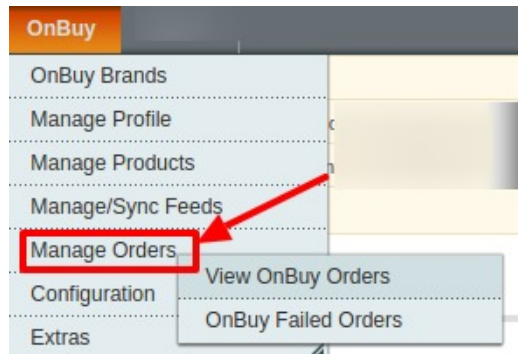 OnBuy
OnBuy Brands
Manage Profile
Manage Products
Manage/Sync Feeds
Manage Orders
View OnBuy Orders
Configuration
OnBuy Failed Orders
Extras